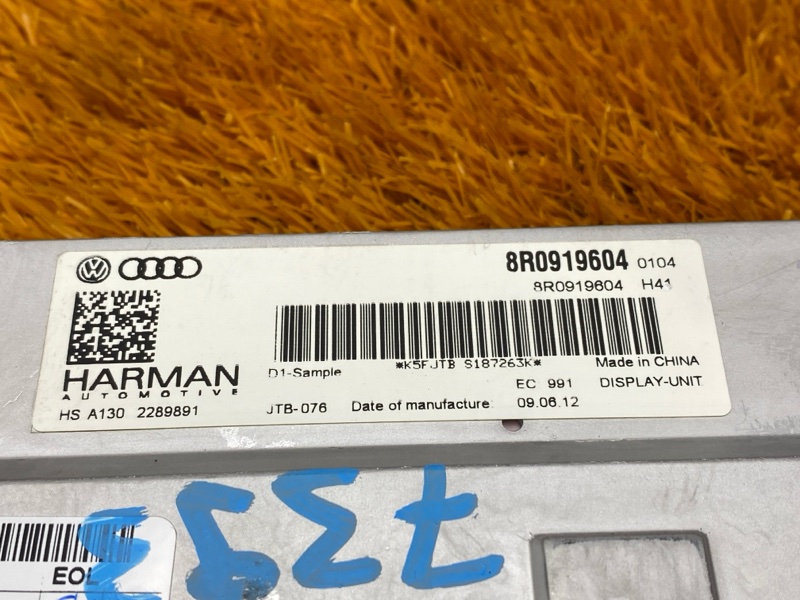 8R0919604 0104
8R0919604 H41
HARMAN
AUTOMOTIVE
D1-Sample *K5FJTB S187263K* Made in CHINA
EC 991 DISPLAY-UNIT
HS A130 2289891 JTB-076 Date of manufacture: 09.06.12
EOL